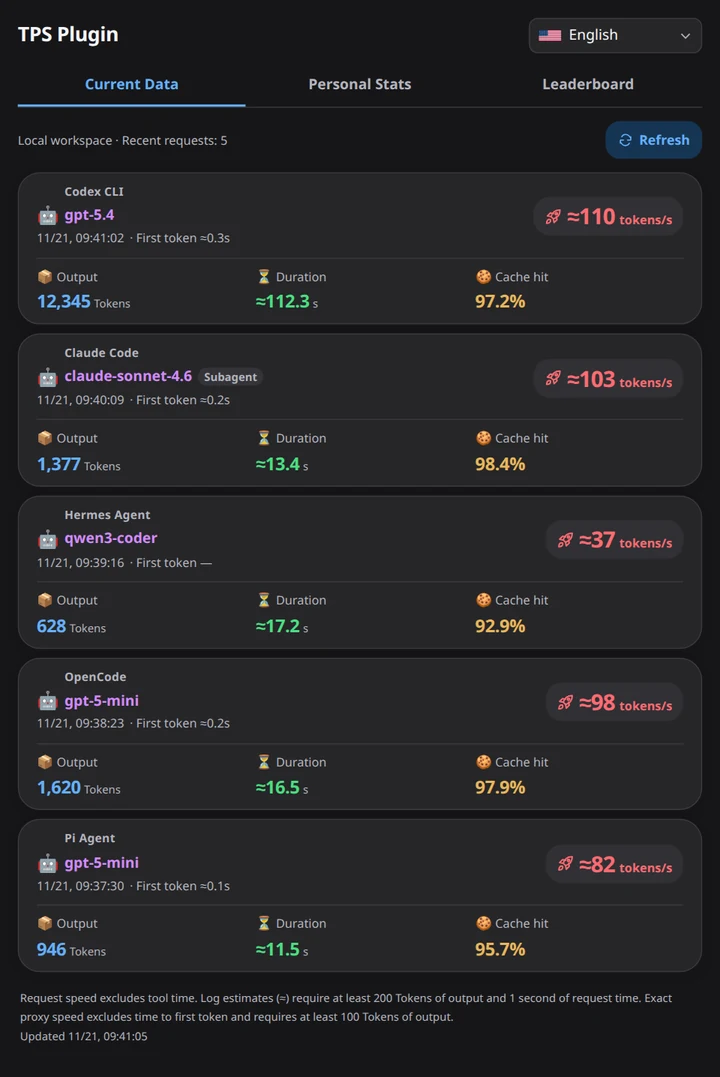 TPS Plugin
English
Current Data
Personal Stats
Leaderboard
Local workspace · Recent requests: 5
Refresh
Codex CLI
gpt-5.4
11/21, 09:41:02 · First token ≈0.3s
≈110 tokens/s
Output
Duration
Cache hit
12,345 Tokens
≈112.3 s
97.2%
Claude Code
claude-sonnet-4.6 Subagent
11/21, 09:40:09 · First token ≈0.2s
≈103 tokens/s
Output
Duration
Cache hit
1,377 Tokens
≈13.4 s
98.4%
Hermes Agent
qwen3-coder
11/21, 09:39:16 · First token —
≈37 tokens/s
Output
Duration
Cache hit
628 Tokens
≈17.2 s
92.9%
OpenCode
gpt-5-mini
11/21, 09:38:23 · First token ≈0.2s
≈98 tokens/s
Output
Duration
Cache hit
1,620 Tokens
≈16.5 s
97.9%
Pi Agent
gpt-5-mini
11/21, 09:37:30 · First token ≈0.1s
≈82 tokens/s
Output
Duration
Cache hit
946 Tokens
≈11.5 s
95.7%
Request speed excludes tool time. Log estimates (≈) require at least 200 Tokens of output and 1 second of request time. Exact
proxy speed excludes time to first token and requires at least 100 Tokens of output.
Updated 11/21, 09:41:05